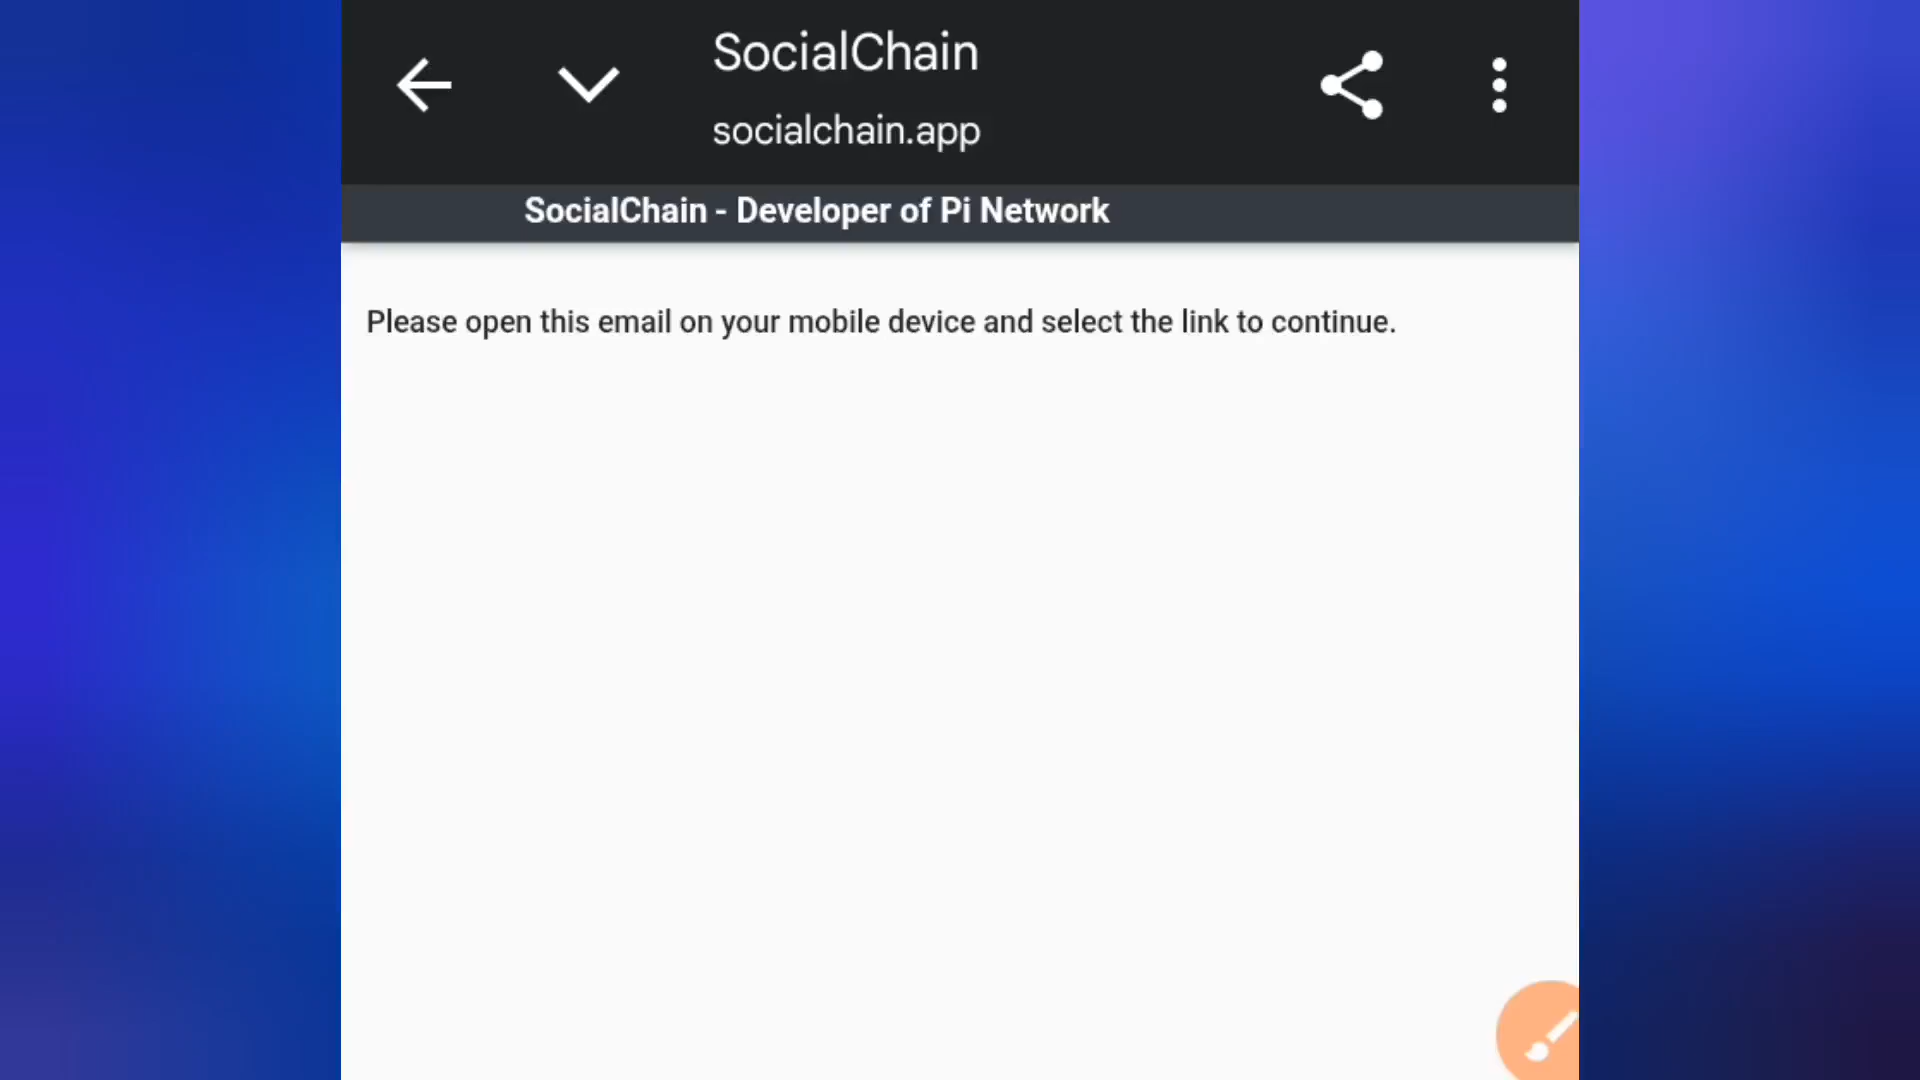 SocialChain
socialchain.app
SocialChain - Developer of Pi Network
Please open this email on your mobile device and select the link to continue.